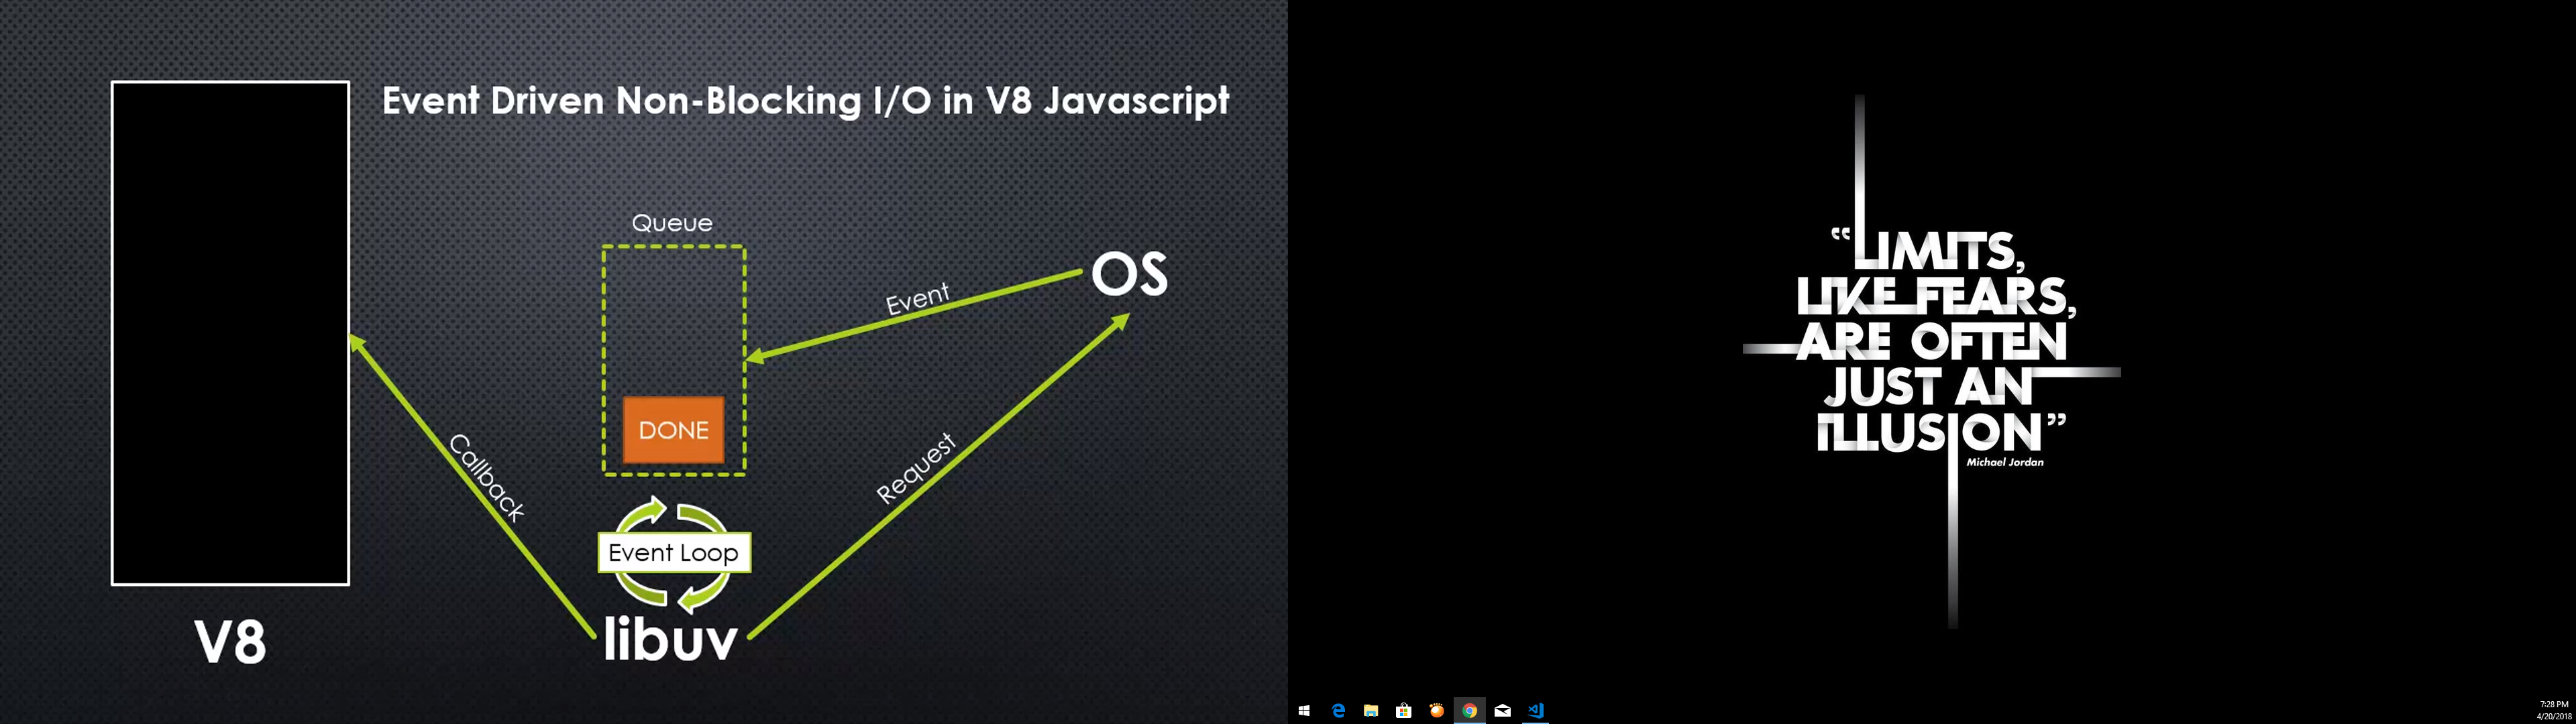 Event Driven Non-Blocking I/O in V8 Javascript
Queue
OS
Event
DONE
Callback
Request
Event Loop
V8
libuv
“LIMITS,
LIKE FEARS,
ARE OFTEN
JUST AN
ILLUSION”
Michael Jordan
7:28 PM
4/20/2018